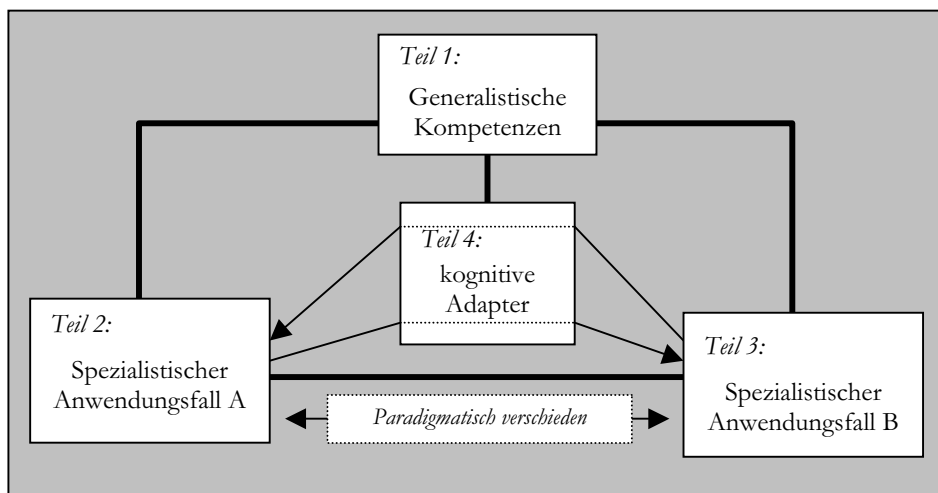 Teil 1:
Generalistische
Kompetenzen
Teil 4:
kognitive
Adapter
Teil 2:
Spezialistischer
Anwendungsfall A
Teil 3:
Spezialistischer
Anwendungsfall B
Paradigmatisch verschieden